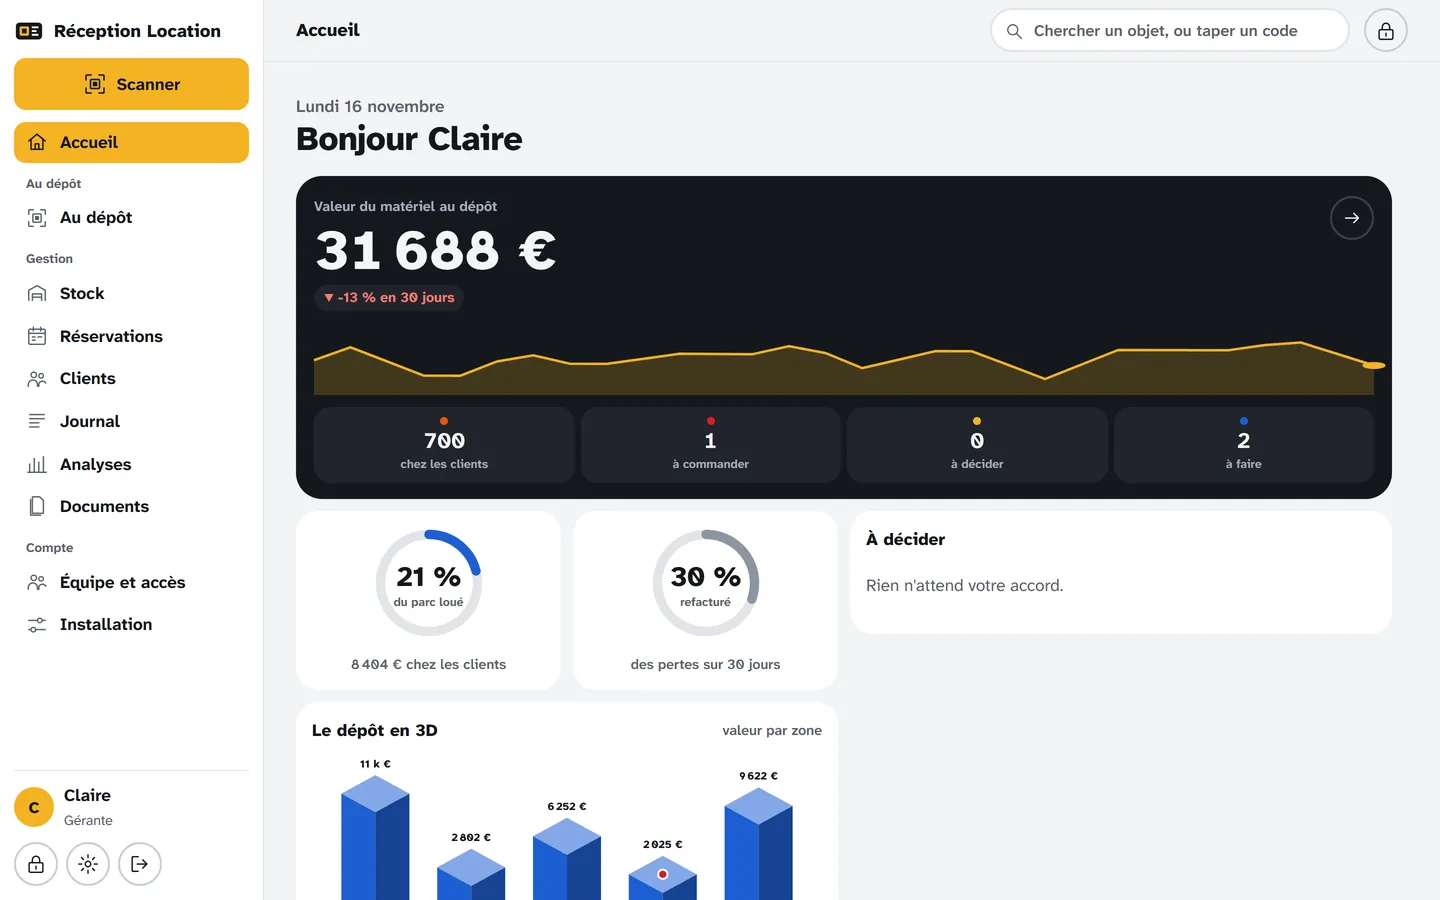 Réception Location
Scanner
Accueil
Au dépôt
Au dépôt
Gestion
Stock
Réservations
Clients
Journal
Analyses
Documents
Compte
Équipe et accès
Installation
C
Claire
Gérante
Accueil
Chercher un objet, ou taper un code
Lundi 16 novembre
Bonjour Claire
Valeur du matériel au dépôt
31 688 €
▼ -13 % en 30 jours
700
chez les clients
1
à commander
0
à décider
2
à faire
21 %
du parc loué
8 404 € chez les clients
30 %
refacturé
des pertes sur 30 jours
À décider
Rien n'attend votre accord.
Le dépôt en 3D
valeur par zone
11 k €
2 802 €
6 252 €
2 025 €
9 622 €